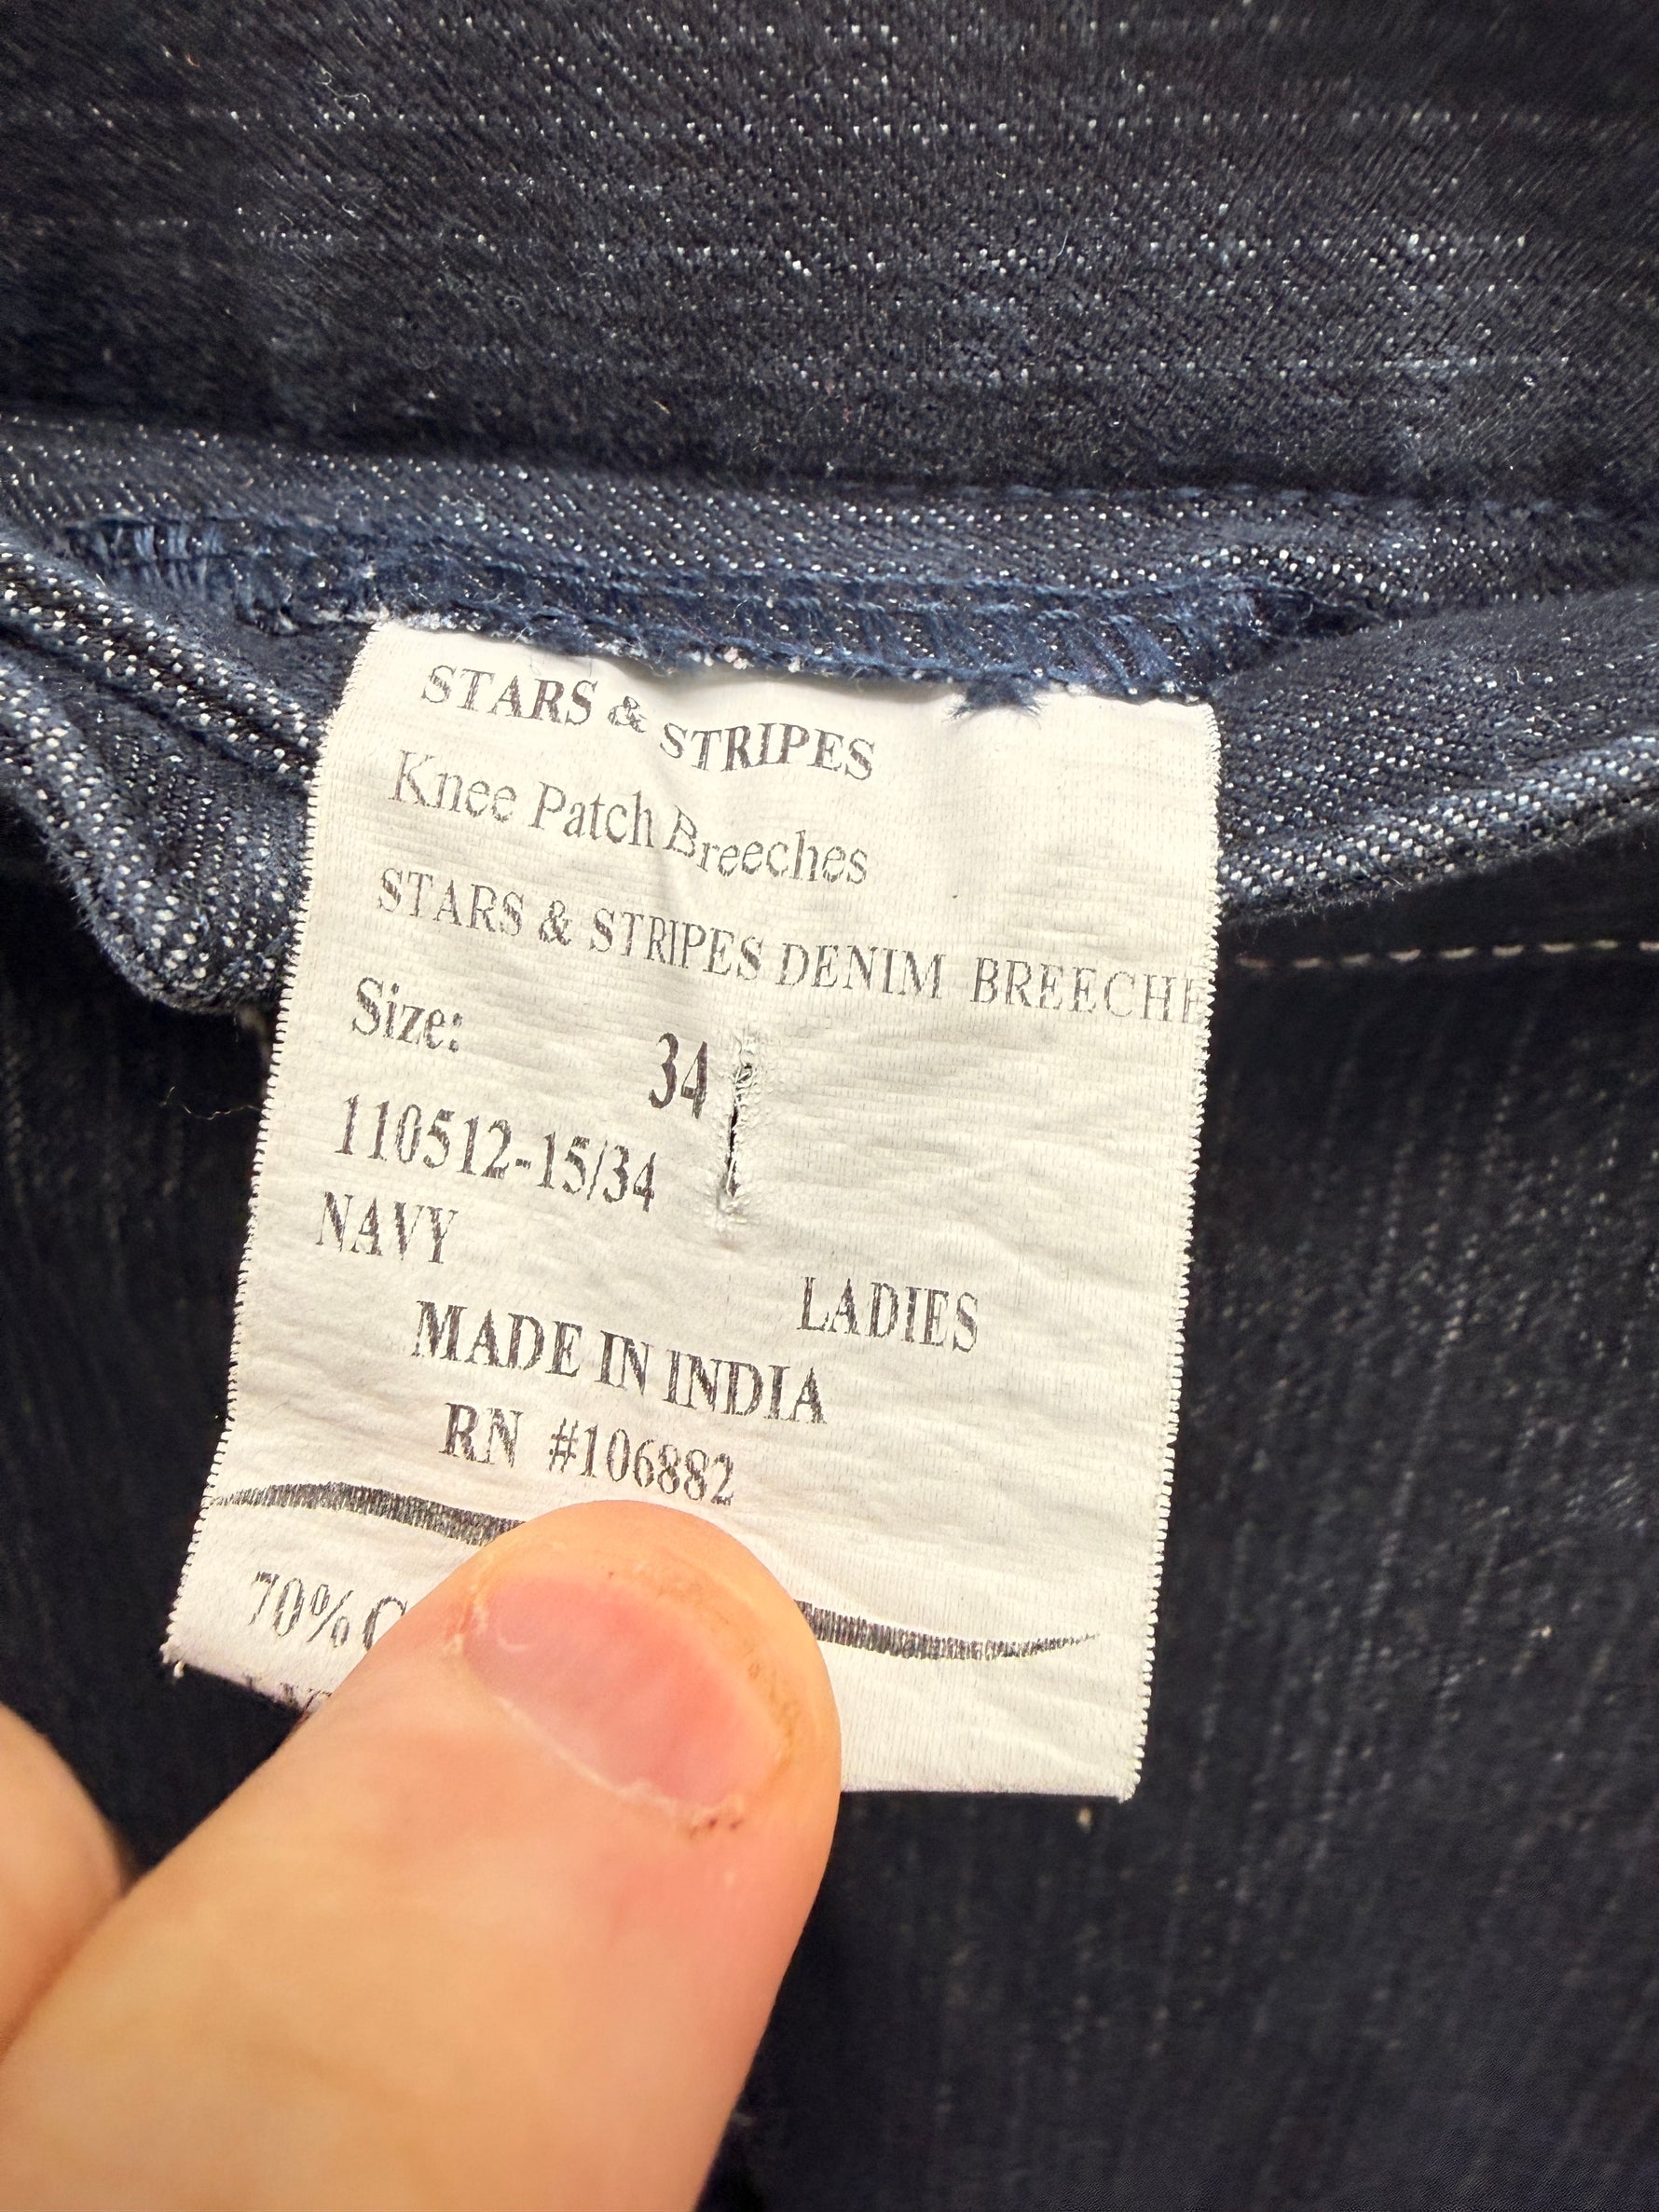 STARS & STRIPES
Knee Patch Breeches
STARS & STRIPES DENIM BREECHE
Size: 34
110512-15/34
NAVY
LADIES
MADE IN INDIA
RN #106882
70%